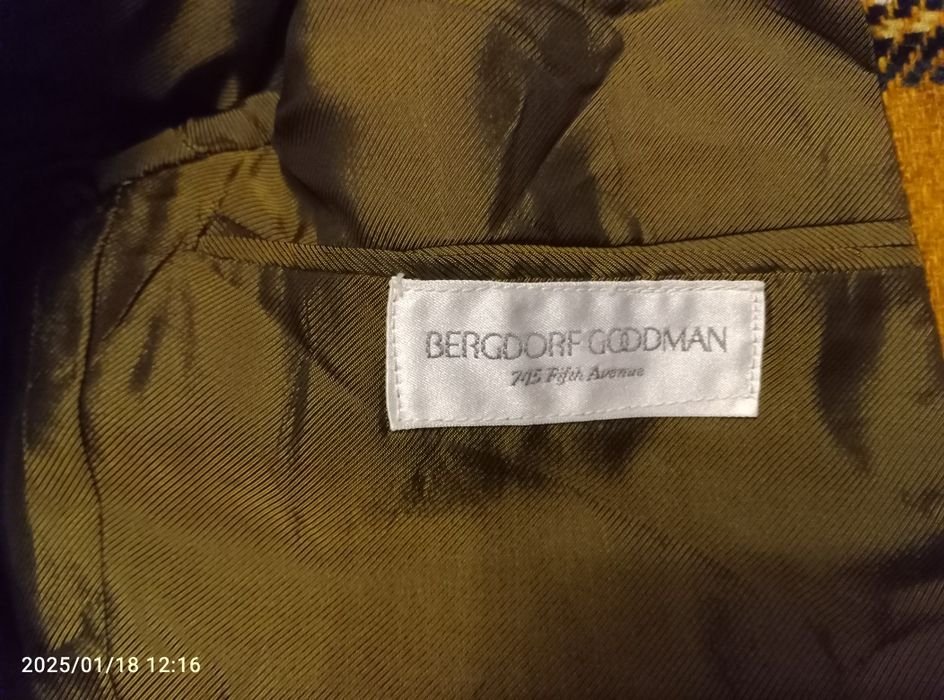 BERGDORF GOODMAN
745 Fifth Avenue
2025/01/18 12:16